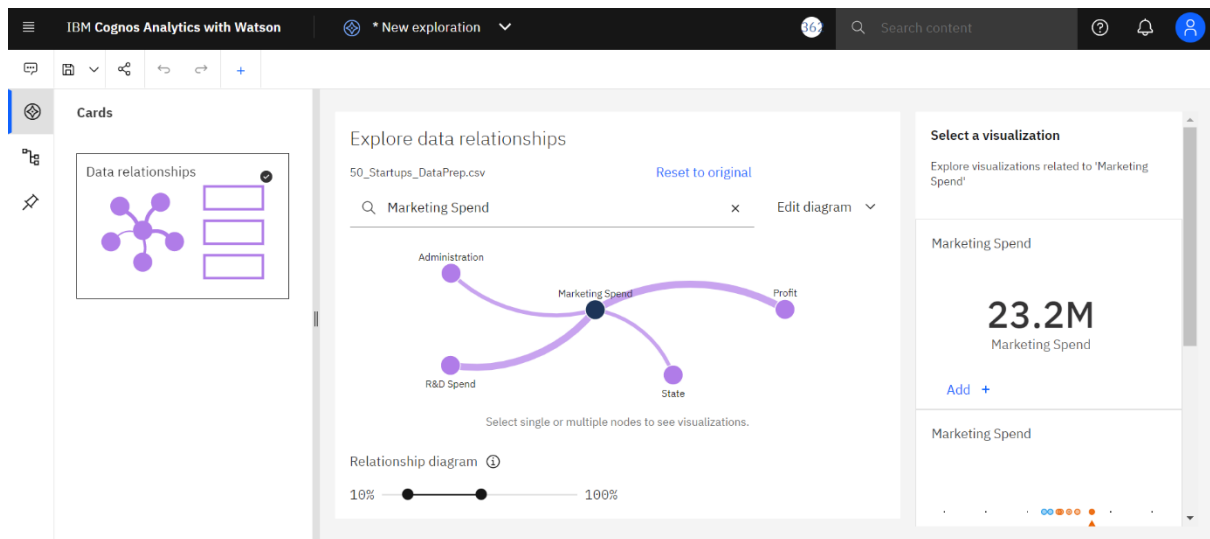 IBM Cognos Analytics with Watson
* New exploration
362
Search content
Cards
Data relationships
Explore data relationships
50_Startups_DataPrep.csv
Reset to original
Marketing Spend
Edit diagram
Administration
Marketing Spend
Profit
R&D Spend
State
Select single or multiple nodes to see visualizations.
Relationship diagram
10%
100%
Select a visualization
Explore visualizations related to 'Marketing
Spend'
Marketing Spend
23.2M
Marketing Spend
Add +
Marketing Spend